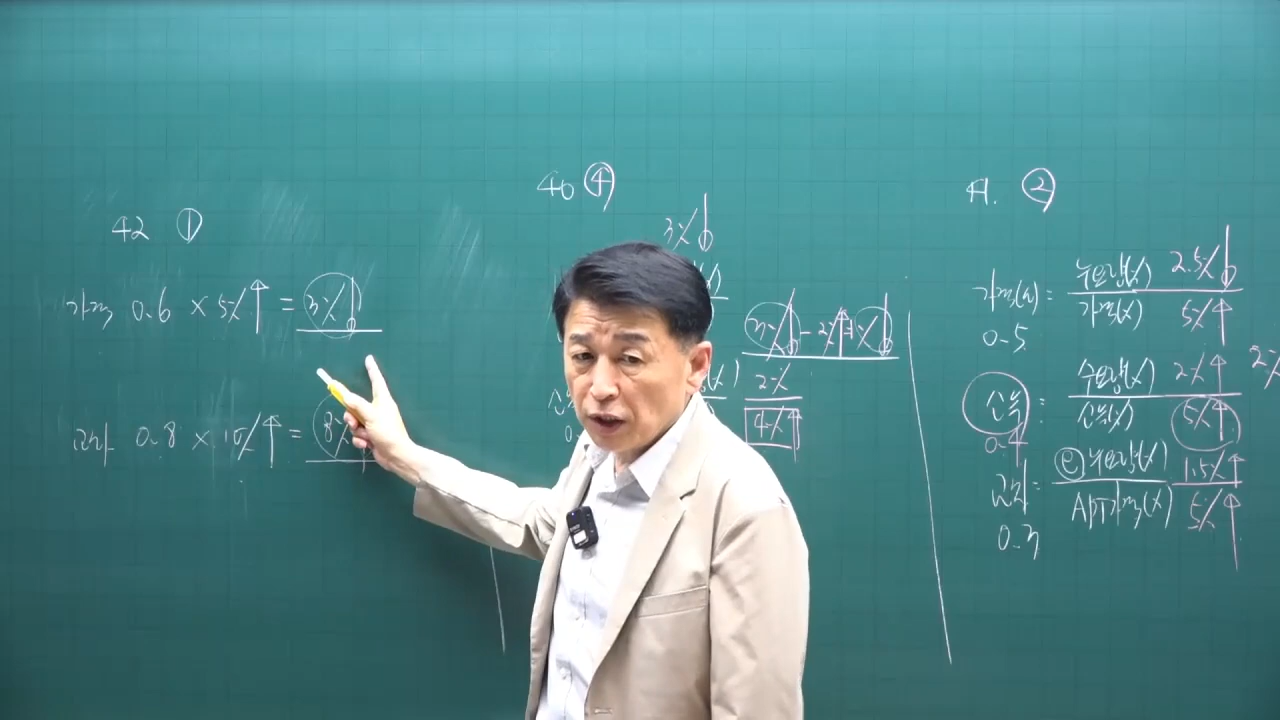 42 ①
가격 0.6 × 5%↑ = 3%↓
교차 0.8 × 10%↑ = 8%
40 ④
3%↓
3%↓ - 2%↑ = 1%↓
2%
4%↑
41. ②
가격(A) = 수요량(%) 2.5%↓
가격(%) 5%↑
0.5
소득 = 수요량(%) 2%↑
소득(%) 5%↑
0.4
교차 = 수요량(%) 1.5%↑
APT가격(%) 5%↑
0.3